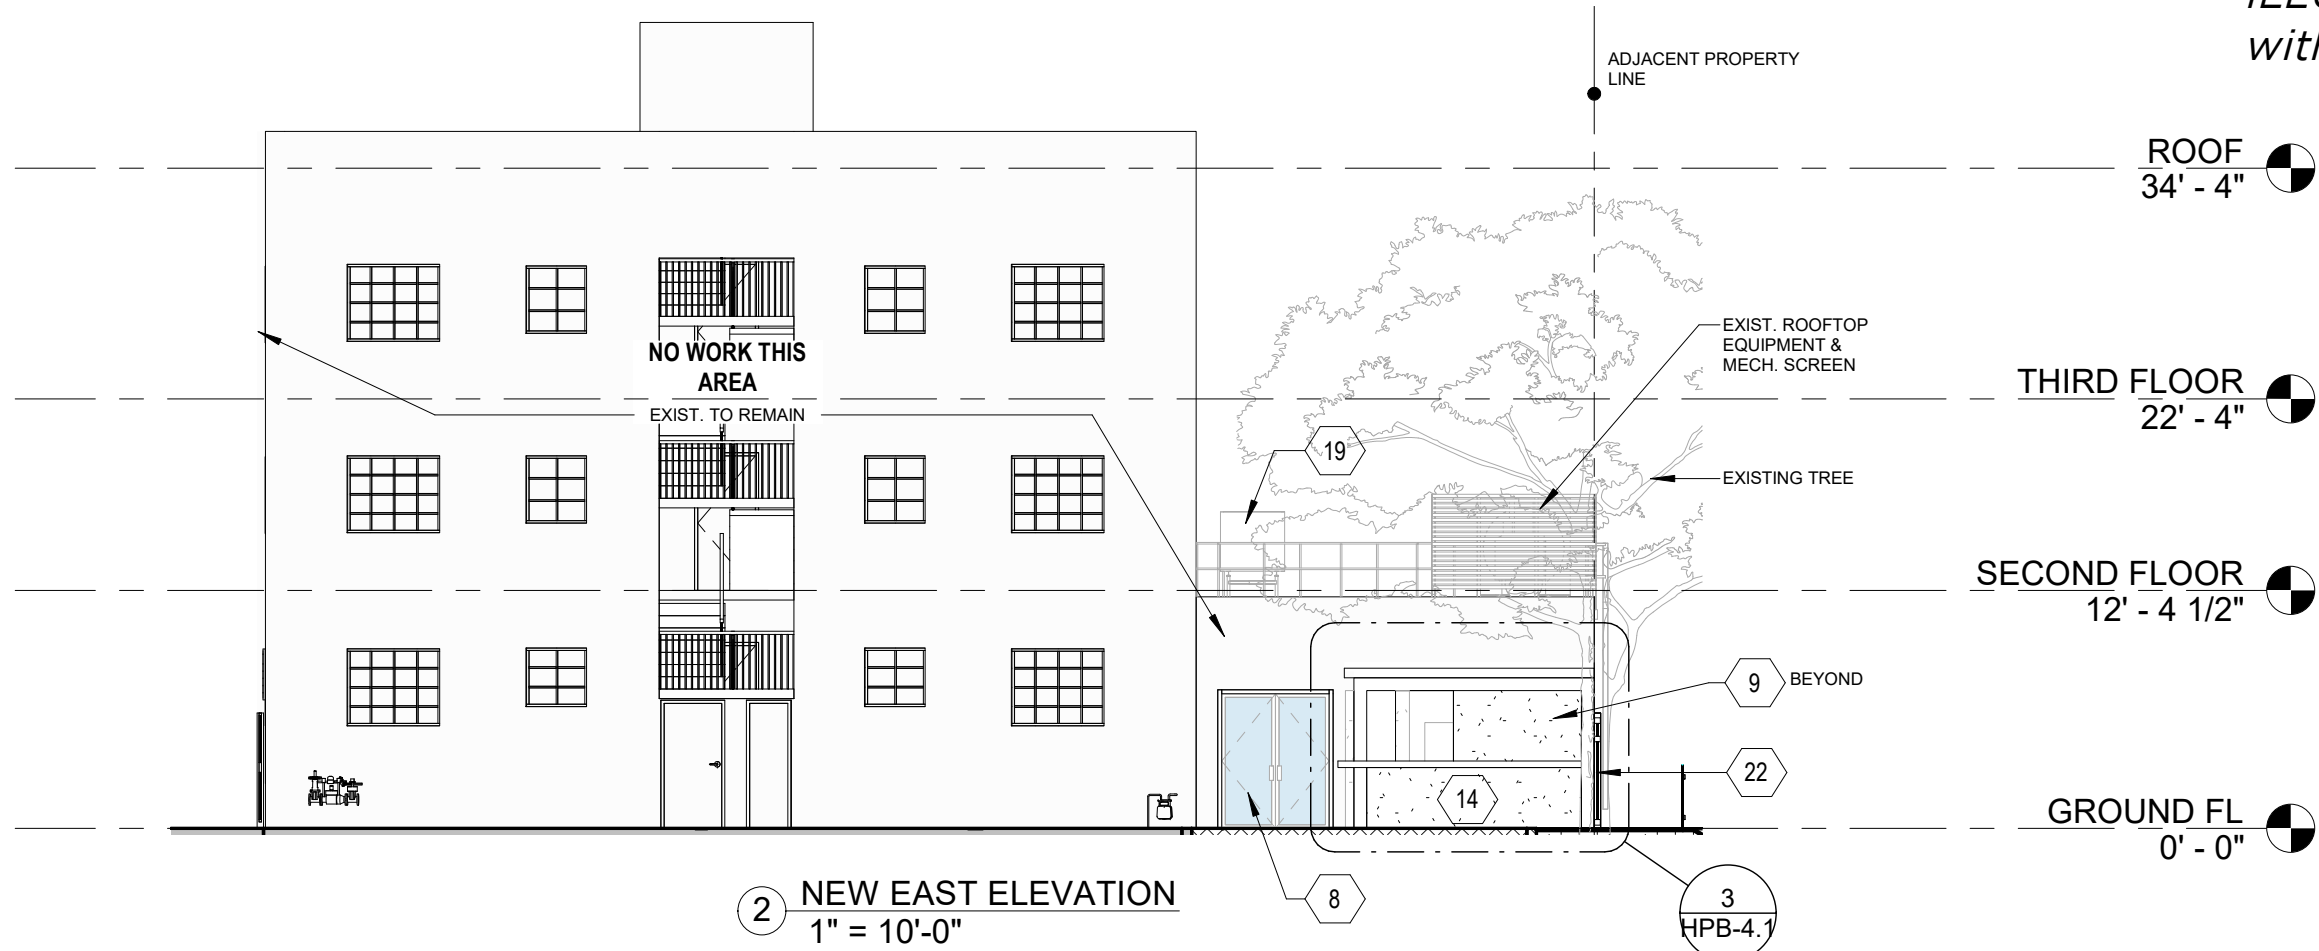 with
ADJACENT PROPERTY
LINE
ROOF
34' - 4"
EXIST. ROOFTOP
EQUIPMENT &
MECH. SCREEN
NO WORK THIS
AREA
EXIST. TO REMAIN
THIRD FLOOR
22' - 4"
19
EXISTING TREE
SECOND FLOOR
12' - 4 1/2"
9 BEYOND
22
14
GROUND FL
0' - 0"
8
2 NEW EAST ELEVATION
1" = 10'-0"
3
HPB-4.1